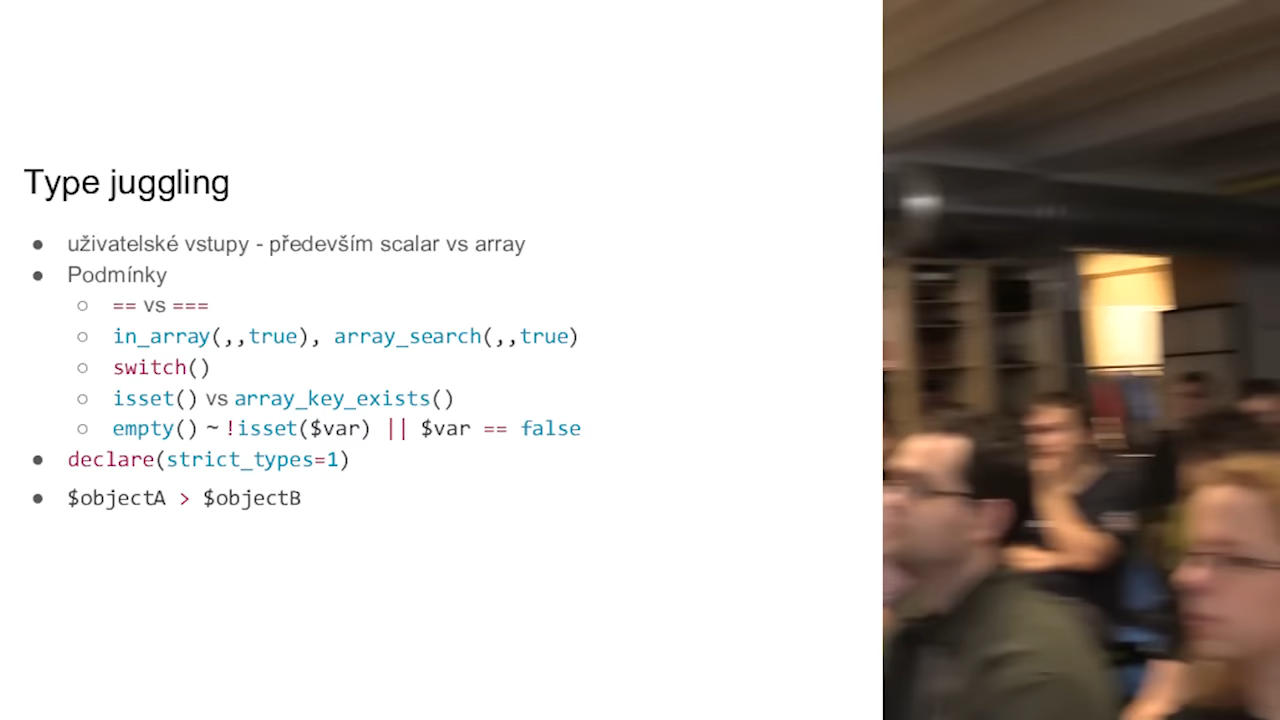 Type juggling
● uživatelské vstupy - především scalar vs array
● Podmínky
○ == vs ===
○ in_array(,,true), array_search(,,true)
○ switch()
○ isset() vs array_key_exists()
○ empty() ~ !isset($var) || $var == false
● declare(strict_types=1)
● $objectA > $objectB